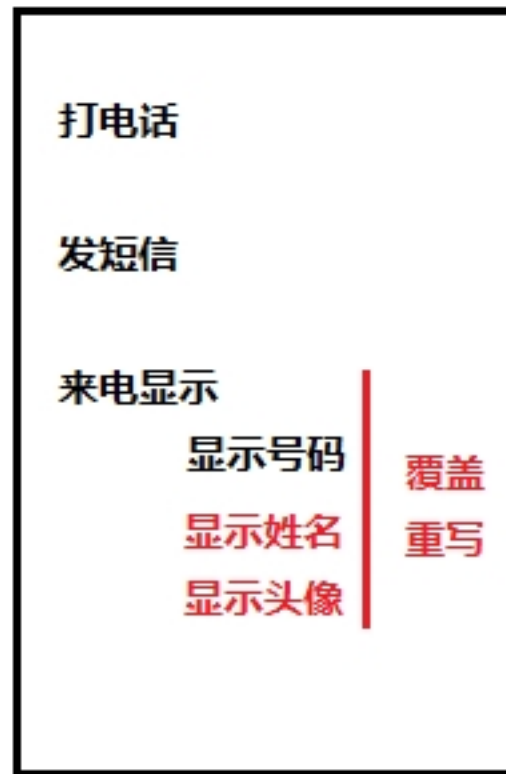 打电话
发短信
来电显示
显示号码
显示姓名
显示头像
覆盖
重写